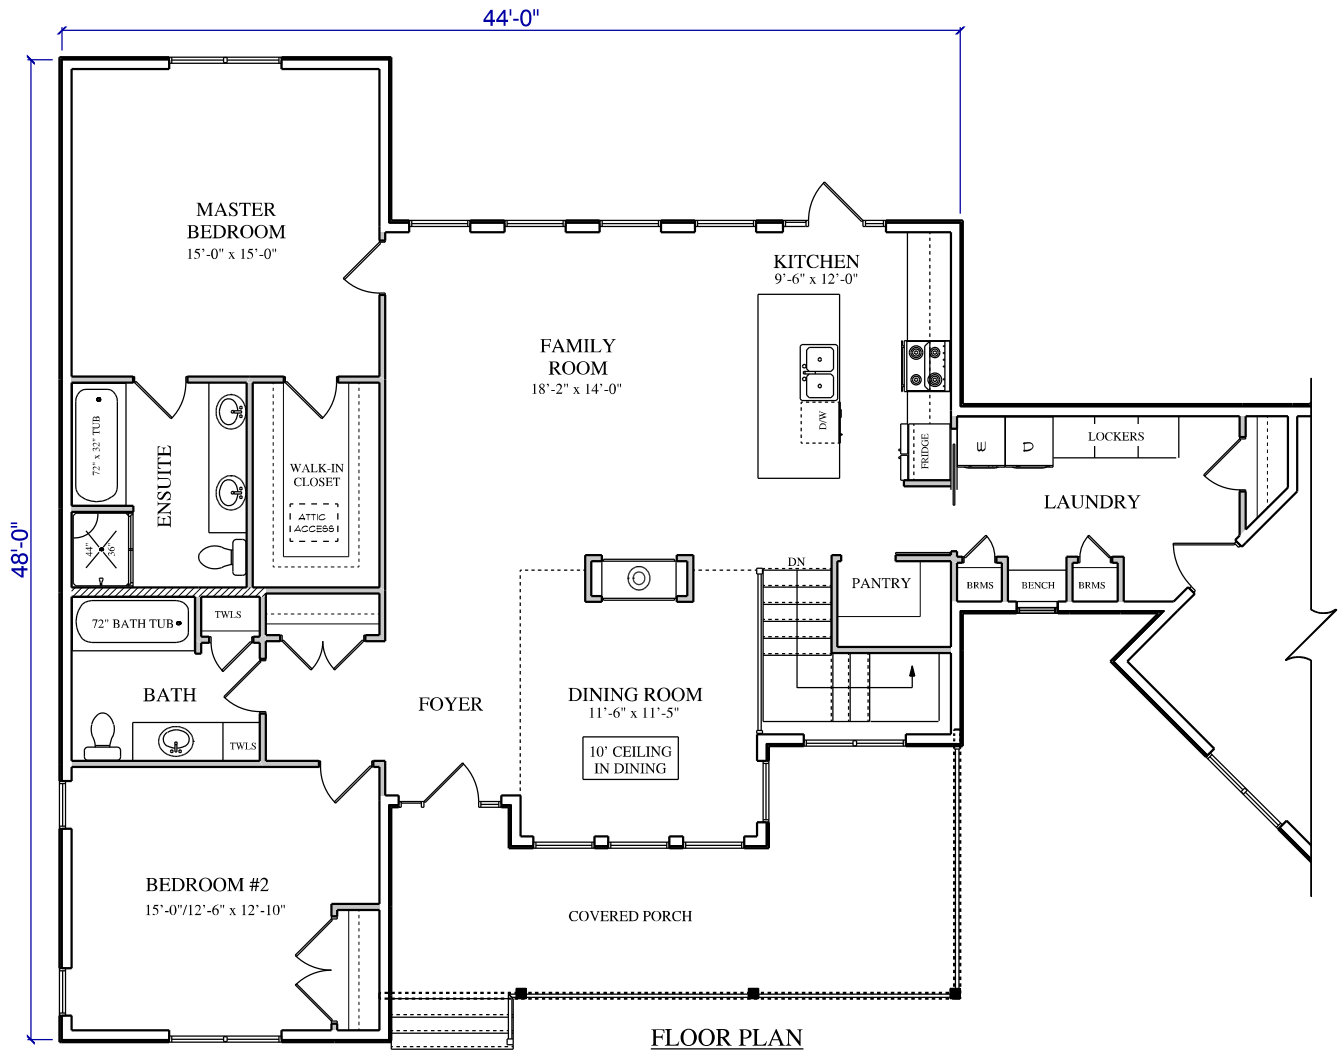 44'-0"
48'-0"
MASTER
BEDROOM
15'-0" x 15'-0"
KITCHEN
9'-6" x 12'-0"
FAMILY
ROOM
18'-2" x 14'-0"
72" x 32" TUB
ENSUITE
44"
36"
WALK-IN
CLOSET
ATTIC
ACCESS
D/W
FRIDGE
W
D
LOCKERS
LAUNDRY
DN
PANTRY
BRMS
BENCH
BRMS
72" BATH TUB
TWLS
BATH
TWLS
FOYER
DINING ROOM
11'-6" x 11'-5"
10' CEILING
IN DINING
BEDROOM #2
15'-0"/12'-6" x 12'-10"
COVERED PORCH
FLOOR PLAN